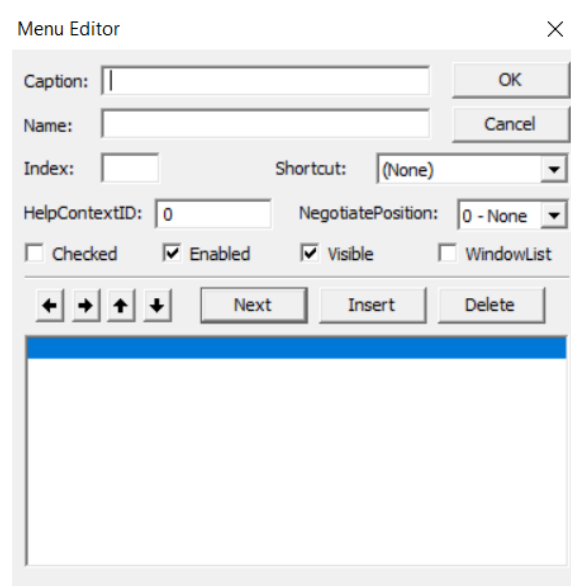 Menu Editor
Caption: OK
Name: Cancel
Index: Shortcut: (None)
HelpContextID: 0 NegotiatePosition: 0 - None
Checked Enabled Visible WindowList
Next Insert Delete